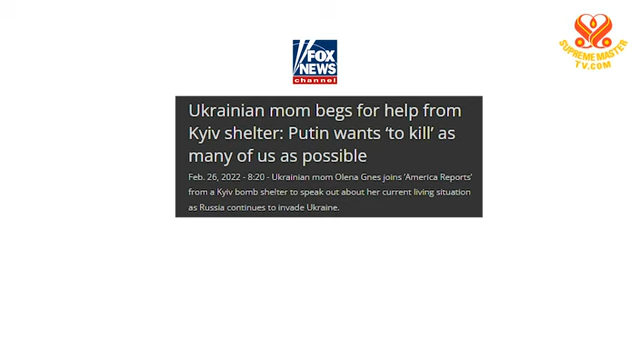 SUPREME MASTER
TV.COM
FOX
NEWS
channel
Ukrainian mom begs for help from
Kyiv shelter: Putin wants ‘to kill’ as
many of us as possible
Feb. 26, 2022 - 8:20 - Ukrainian mom Olena Gnes joins ‘America Reports’
from a Kyiv bomb shelter to speak out about her current living situation
as Russia continues to invade Ukraine.